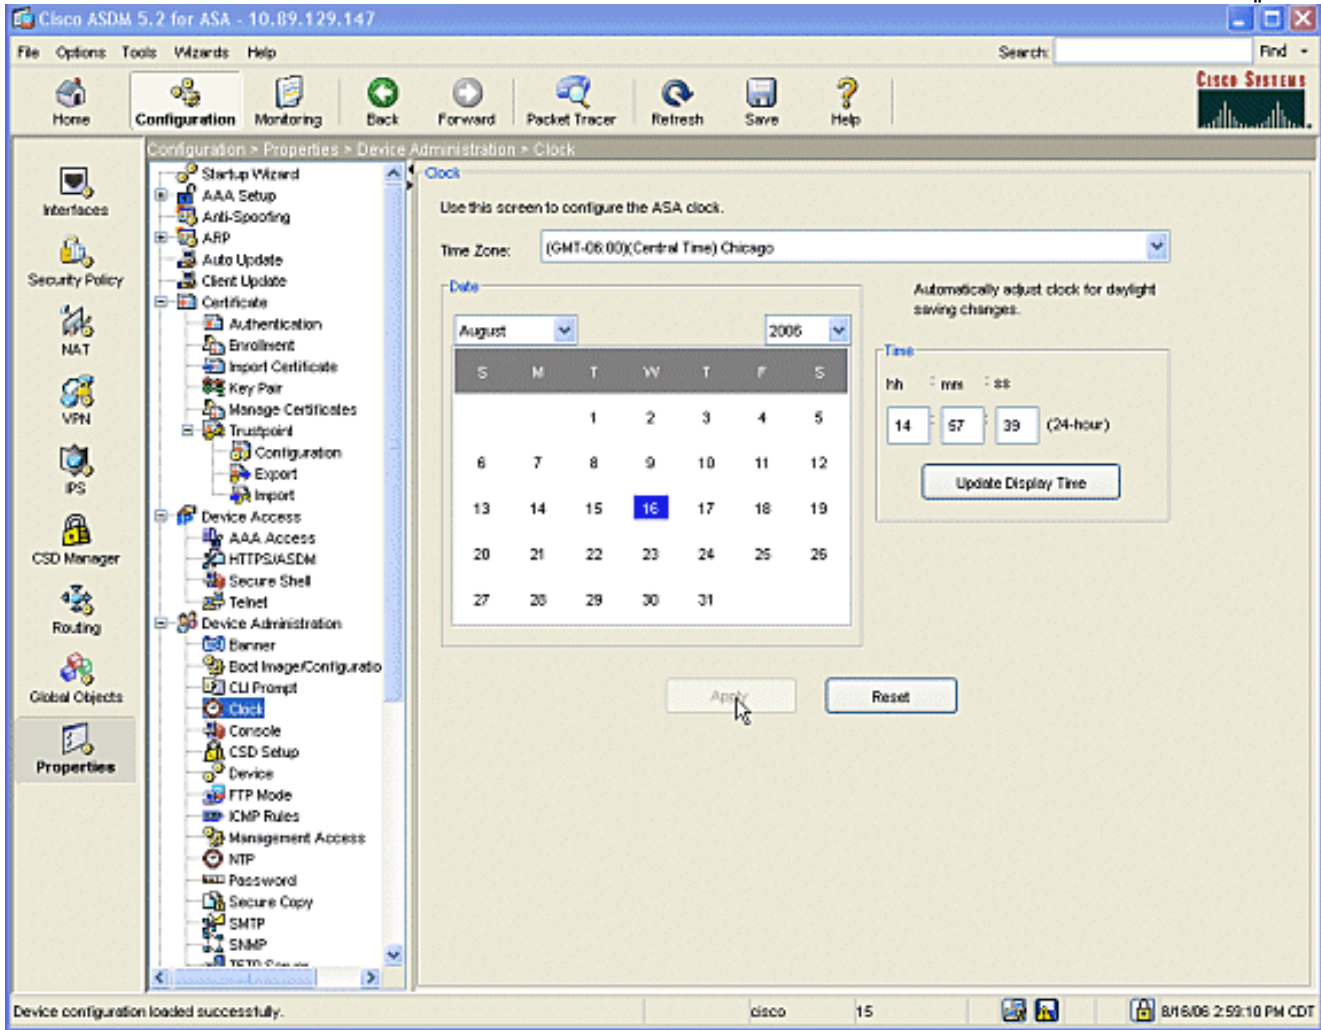 Cisco ASDM 5.2 for ASA - 10.89.129.147
File Options Tools Wizards Help
Search: Find
Home Configuration Monitoring Back Forward Packet Tracer Refresh Save Help
CISCO SYSTEMS
Configuration > Properties > Device Administration > Clock
Interfaces
Security Policy
NAT
VPN
IPS
CSD Manager
Routing
Global Objects
Properties
Startup Wizard
AAA Setup
Anti-Spoofing
ARP
Auto Update
Client Update
Certificate
Authentication
Enrollment
Import Certificate
Key Pair
Manage Certificates
Trustpoint
Configuration
Export
Import
Device Access
AAA Access
HTTPS/ASDM
Secure Shell
Telnet
Device Administration
Banner
Boot Image/Configuratio
CLI Prompt
Clock
Console
CSD Setup
Device
FTP Mode
ICMP Rules
Management Access
NTP
Password
Secure Copy
SMTP
SNMP
Clock
Use this screen to configure the ASA clock.
Time Zone: (GMT-06:00)(Central Time) Chicago
Date
August 2006
S M T W T F S
1 2 3 4 5
6 7 8 9 10 11 12
13 14 15 16 17 18 19
20 21 22 23 24 25 26
27 28 29 30 31
Automatically adjust clock for daylight
saving changes.
Time
hh : mm : ss
14 : 57 : 39 (24-hour)
Update Display Time
Apply Reset
Device configuration loaded successfully.
cisco 15 8/16/06 2:59:10 PM CDT